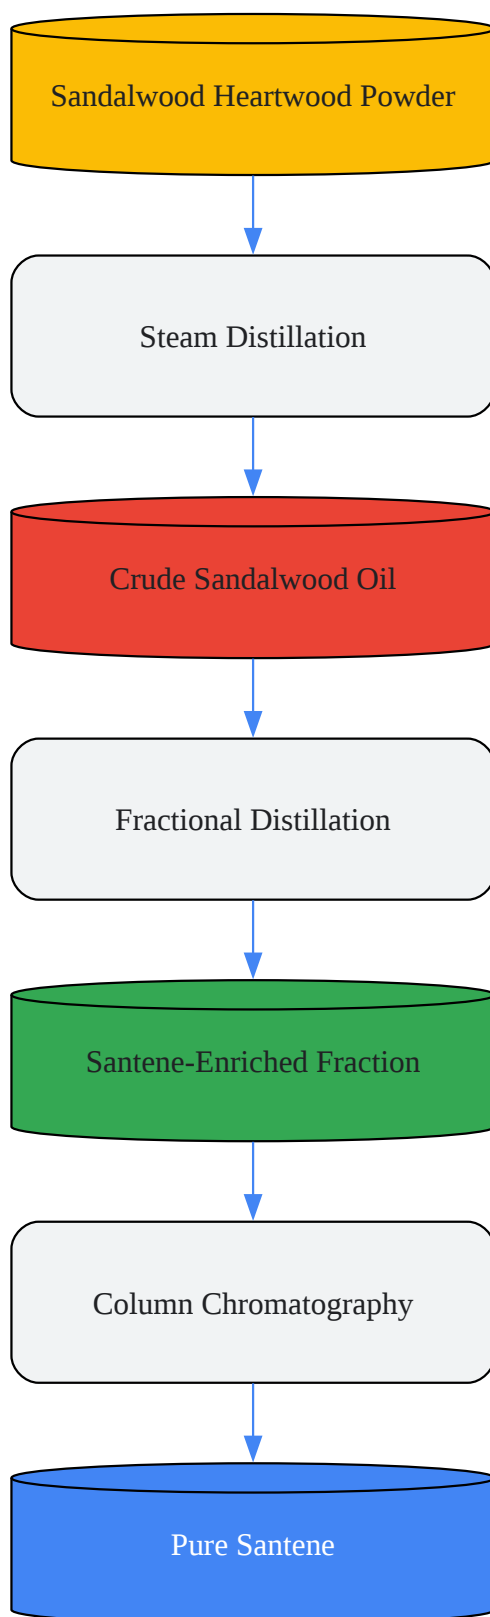 Sandalwood Heartwood Powder
Steam Distillation
Crude Sandalwood Oil
Fractional Distillation
Santene-Enriched Fraction
Column Chromatography
Pure Santene